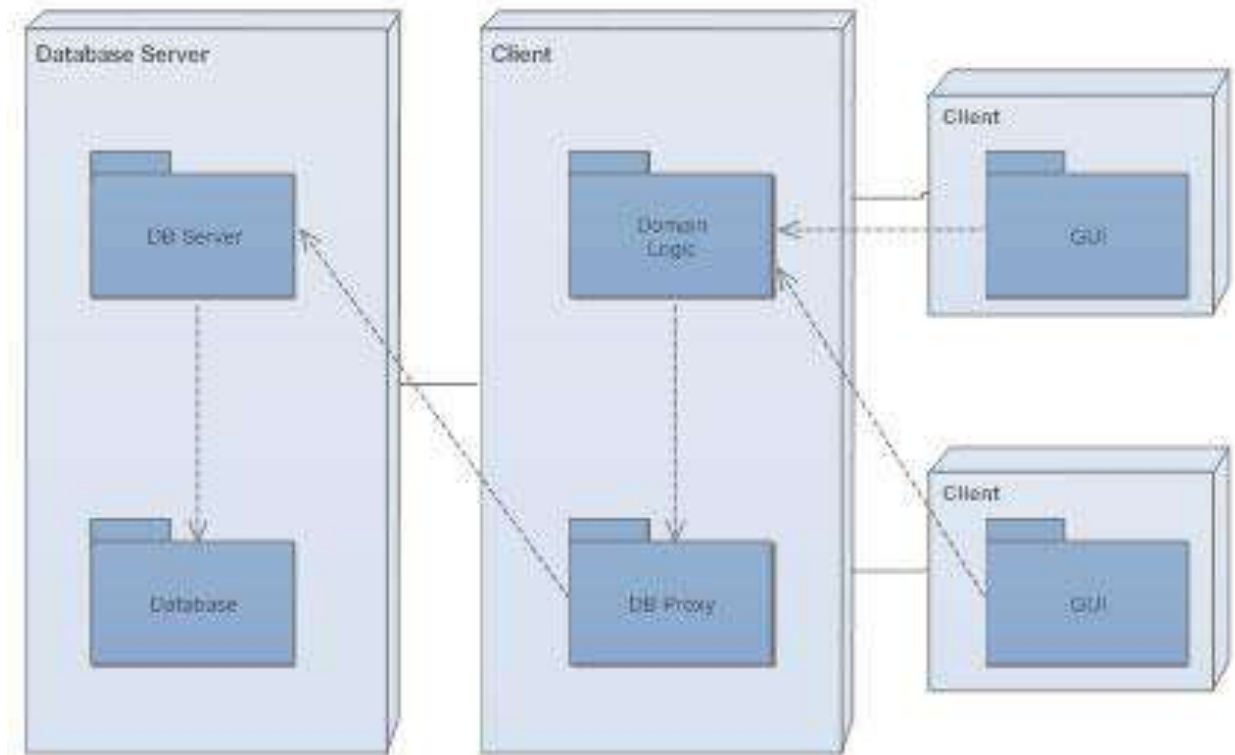 Database Server
DB Server
Database
Client
Domain
Logic
DB Proxy
Client
GUI
Client
GUI